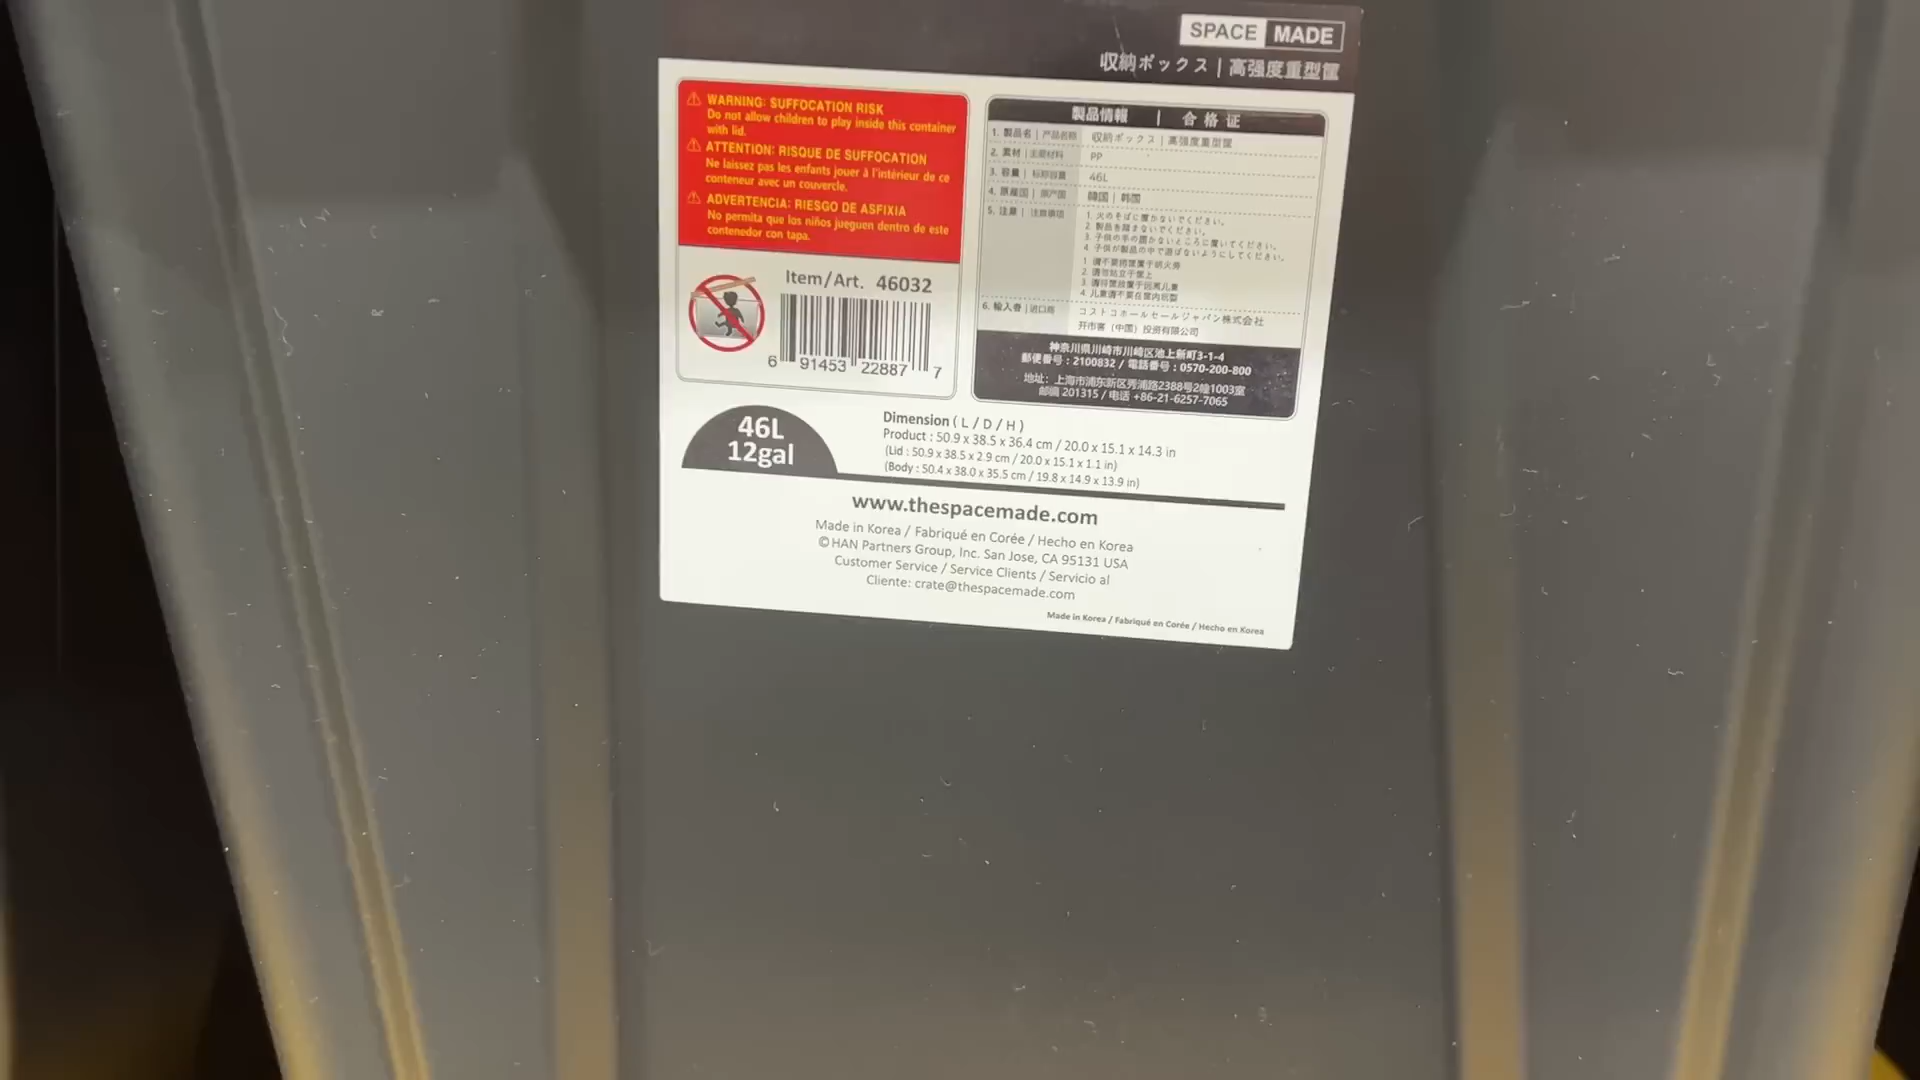 SPACE MADE
収納ボックス | 高强度重型筐
⚠ WARNING: SUFFOCATION RISK
Do not allow children to play inside this container
with lid.
⚠ ATTENTION: RISQUE DE SUFFOCATION
Ne laissez pas les enfants jouer à l'intérieur de ce
conteneur avec un couvercle.
⚠ ADVERTENCIA: RIESGO DE ASFIXIA
No permita que los niños jueguen dentro de este
contenedor con tapa.
Item/Art. 46032
6 91453 22887 7
製品情報 | 合格证
1. 製品名 | 产品名称 収納ボックス | 高强度重型筐
2. 素材 | 主要材料 PP
3. 容量 | 标称容量 46L
4. 原産国 | 原产国 韓国 | 韩国
5. 注意 | 注意事项
1. 火のそばに置かないでください。
2. 製品を踏まないでください。
3. 子供の手の届かないところに置いてください。
4. 子供が製品の中で遊ばないようにしてください。
1. 请不要把筐置于明火旁
2. 请勿站立于筐上
3. 请将筐放置于远离儿童
4. 儿童请不要在筐内玩耍
6. 輸入者 | 进口商 コストコホールセールジャパン株式会社
开市客（中国）投资有限公司
神奈川県川崎市川崎区池上新町3-1-4
郵便番号 : 2100832 / 電話番号 : 0570-200-800
地址：上海市浦东新区秀浦路2388号2幢1003室
邮编 201315 / 电话 +86-21-6257-7065
46L
12gal
Dimension ( L / D / H )
Product : 50.9 x 38.5 x 36.4 cm / 20.0 x 15.1 x 14.3 in
(Lid : 50.9 x 38.5 x 2.9 cm / 20.0 x 15.1 x 1.1 in)
(Body : 50.4 x 38.0 x 35.5 cm / 19.8 x 14.9 x 13.9 in)
www.thespacemade.com
Made in Korea / Fabriqué en Corée / Hecho en Korea
©HAN Partners Group, Inc. San Jose, CA 95131 USA
Customer Service / Service Clients / Servicio al
Cliente: crate@thespacemade.com
Made in Korea / Fabriqué en Corée / Hecho en Korea